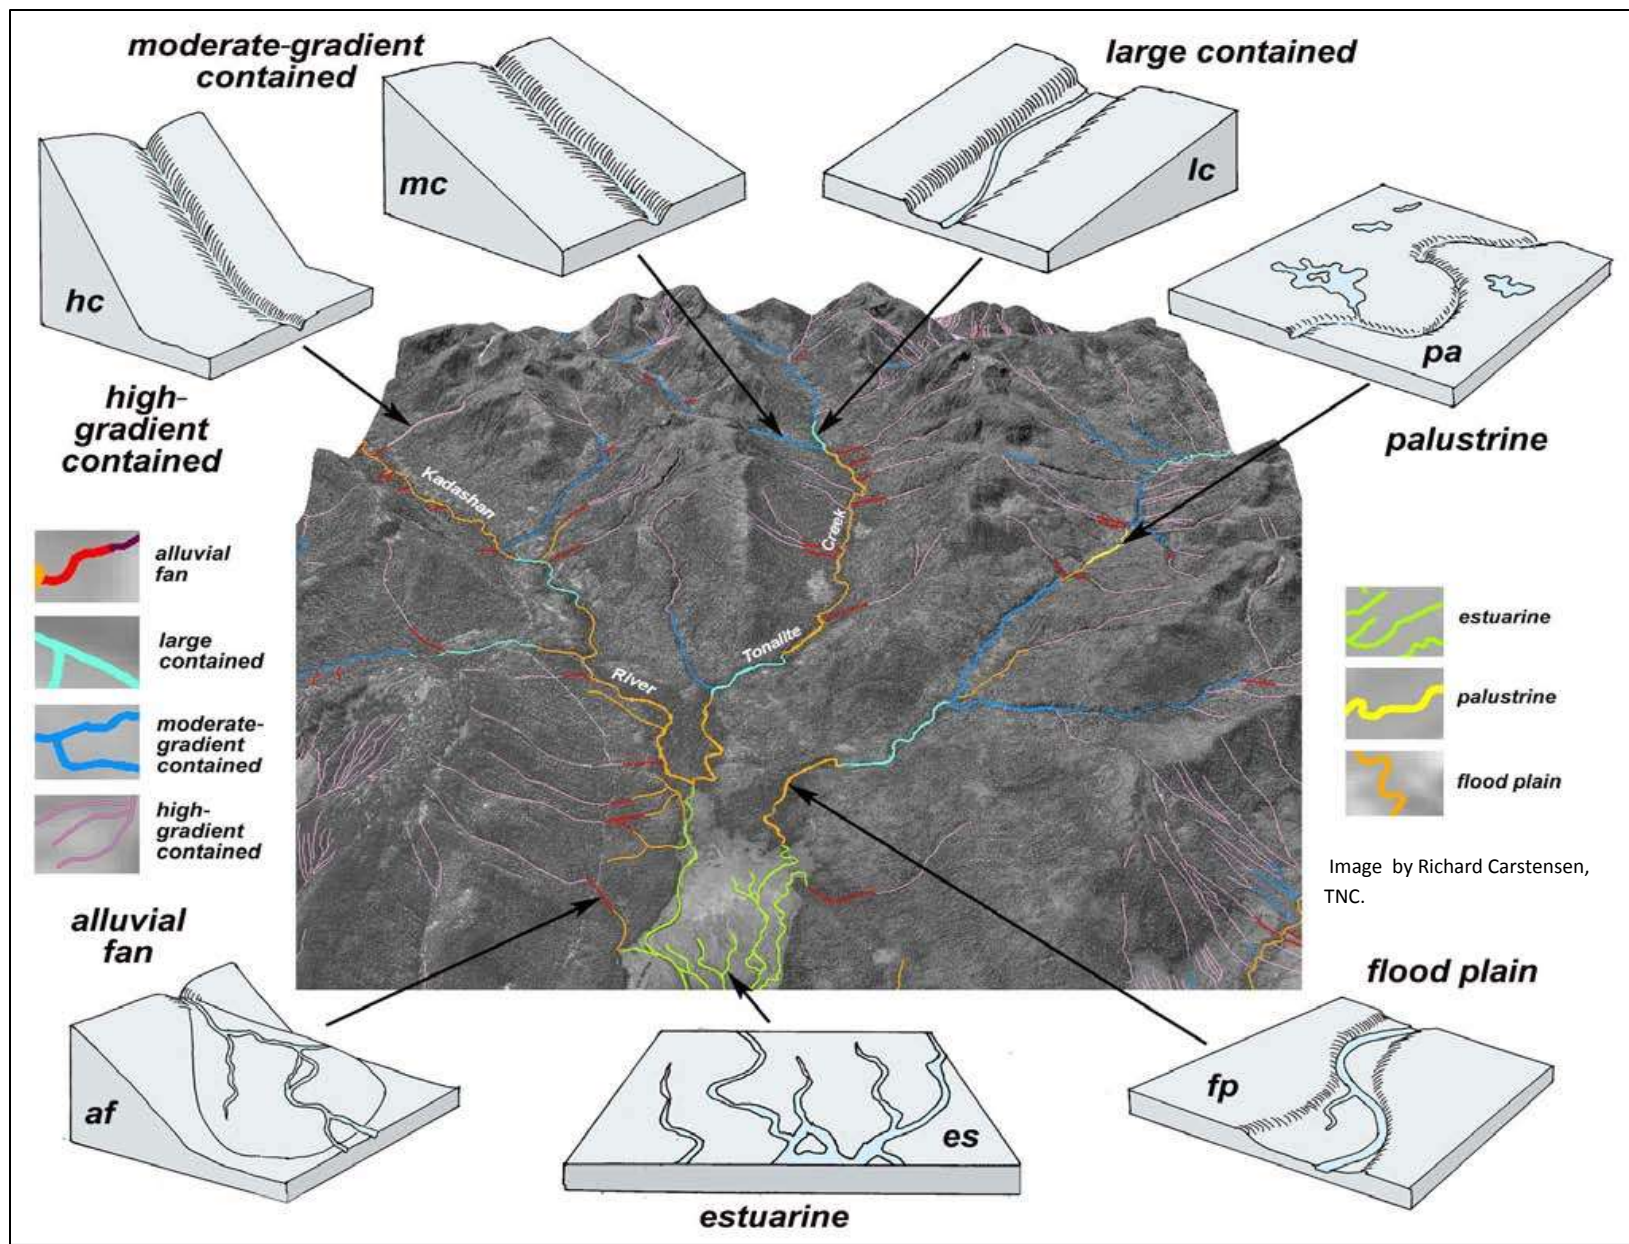 moderate-gradient
contained
large contained
mc
lc
hc
pa
high-
gradient
contained
palustrine
Kadashan
Creek
Tonalite
River
alluvial
fan
large
contained
moderate-
gradient
contained
high-
gradient
contained
estuarine
palustrine
flood plain
Image by Richard Carstensen,
TNC.
alluvial
fan
flood plain
af
es
fp
estuarine